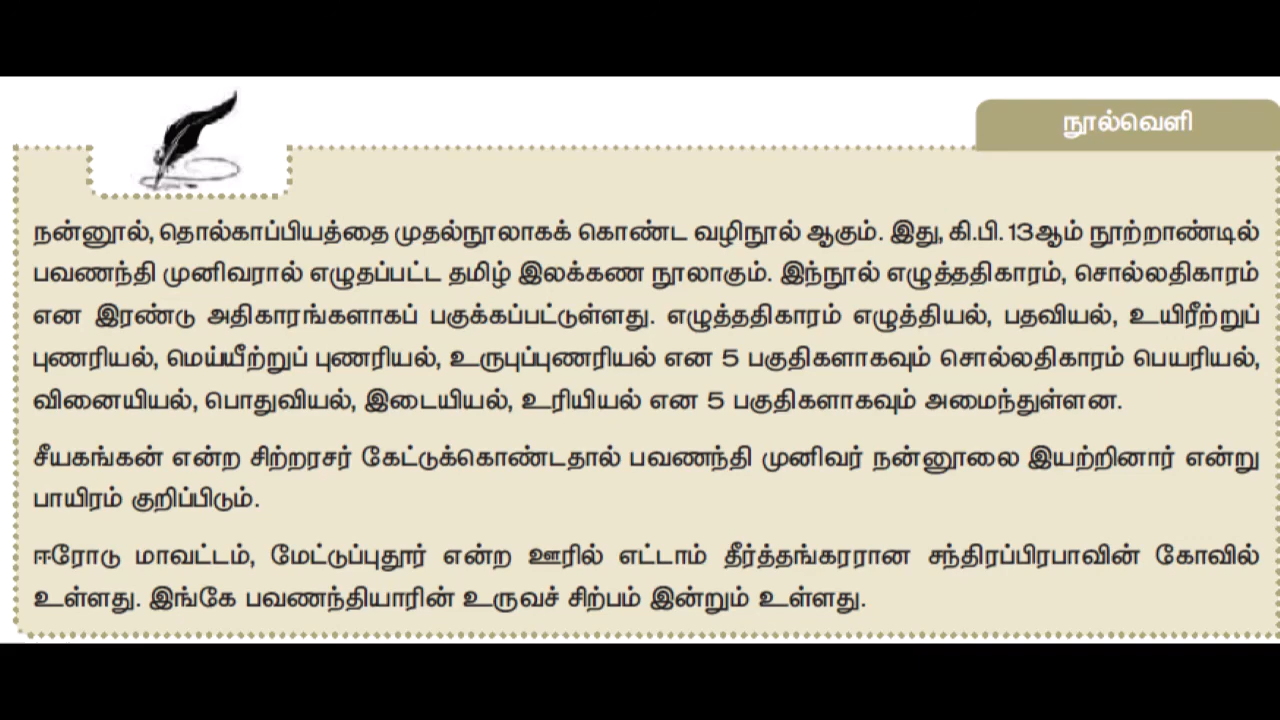 நூல்வெளி
நன்னூல், தொல்காப்பியத்தை முதல்நூலாகக் கொண்ட வழிநூல் ஆகும். இது, கி.பி. 13ஆம் நூற்றாண்டில்
பவணந்தி முனிவரால் எழுதப்பட்ட தமிழ் இலக்கண நூலாகும். இந்நூல் எழுத்ததிகாரம், சொல்லதிகாரம்
என இரண்டு அதிகாரங்களாகப் பகுக்கப்பட்டுள்ளது. எழுத்ததிகாரம் எழுத்தியல், பதவியல், உயிரீற்றுப்
புணரியல், மெய்யீற்றுப் புணரியல், உருபுப்புணரியல் என 5 பகுதிகளாகவும் சொல்லதிகாரம் பெயரியல்,
வினையியல், பொதுவியல், இடையியல், உரியியல் என 5 பகுதிகளாகவும் அமைந்துள்ளன.
சீயகங்கன் என்ற சிற்றரசர் கேட்டுக்கொண்டதால் பவணந்தி முனிவர் நன்னூலை இயற்றினார் என்று
பாயிரம் குறிப்பிடும்.
ஈரோடு மாவட்டம், மேட்டுப்புதூர் என்ற ஊரில் எட்டாம் தீர்த்தங்கரரான சந்திரப்பிரபாவின் கோவில்
உள்ளது. இங்கே பவணந்தியாரின் உருவச் சிற்பம் இன்றும் உள்ளது.